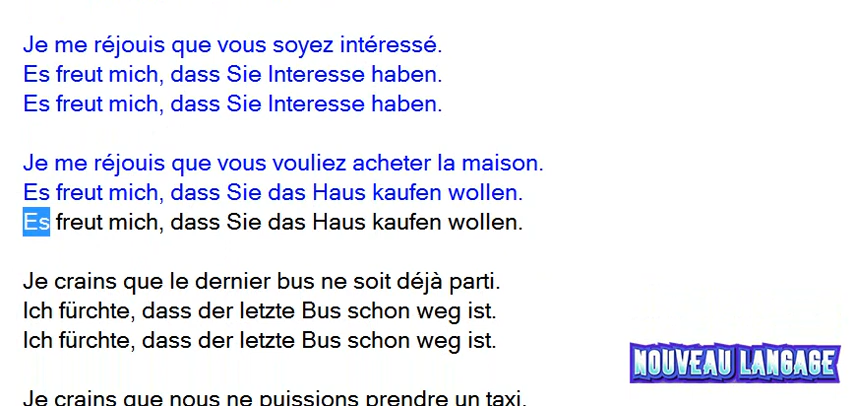 Je me réjouis que vous soyez intéressé.
Es freut mich, dass Sie Interesse haben.
Es freut mich, dass Sie Interesse haben.
Je me réjouis que vous vouliez acheter la maison.
Es freut mich, dass Sie das Haus kaufen wollen.
Es freut mich, dass Sie das Haus kaufen wollen.
Je crains que le dernier bus ne soit déjà parti.
Ich fürchte, dass der letzte Bus schon weg ist.
Ich fürchte, dass der letzte Bus schon weg ist.
NOUVEAU LANGAGE
Je crains que nous ne puissions prendre un taxi.